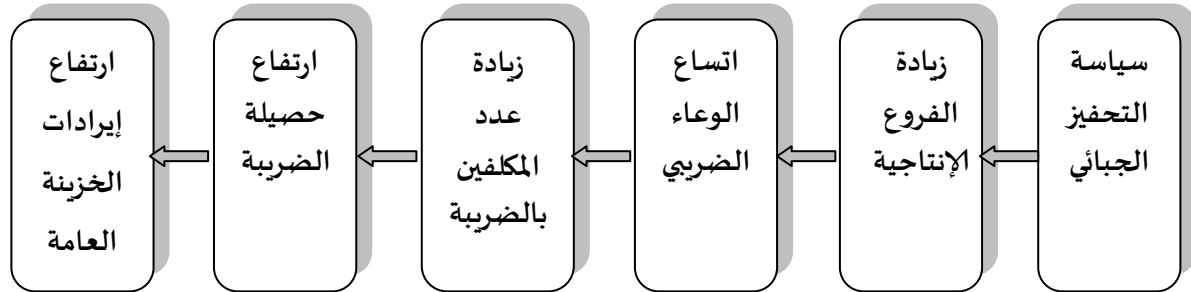 سياسة
التحفيز
الجبائي
زيادة
الفروع
الإنتاجية
اتساع
الوعاء
الضريبي
زيادة
عدد
المكلفين
بالضريبة
ارتفاع
حصيلة
الضريبة
ارتفاع
إيرادات
الخزينة
العامة